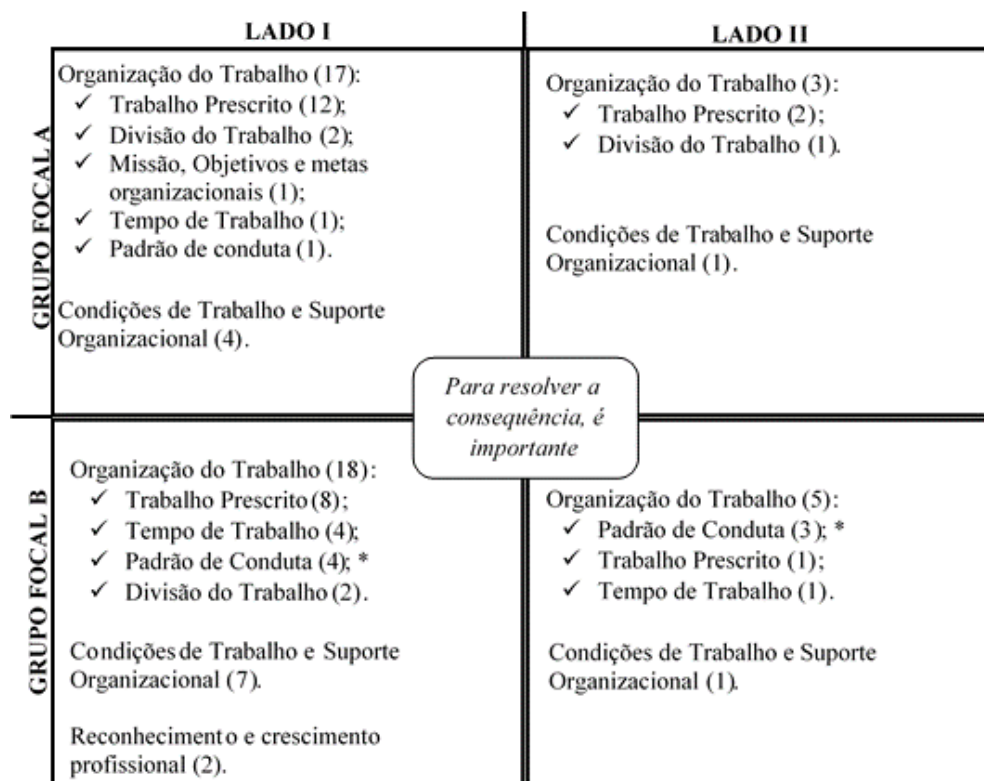 LADO I
LADO II
GRUPO FOCAL A
Organização do Trabalho (17):
✓ Trabalho Prescrito (12);
✓ Divisão do Trabalho (2);
✓ Missão, Objetivos e metas
organizacionais (1);
✓ Tempo de Trabalho (1);
✓ Padrão de conduta (1).
Condições de Trabalho e Suporte
Organizacional (4).
Organização do Trabalho (3):
✓ Trabalho Prescrito (2);
✓ Divisão do Trabalho (1).
Condições de Trabalho e Suporte
Organizacional (1).
Para resolver a
consequência, é
importante
GRUPO FOCAL B
Organização do Trabalho (18):
✓ Trabalho Prescrito (8);
✓ Tempo de Trabalho (4);
✓ Padrão de Conduta (4); *
✓ Divisão do Trabalho (2).
Condições de Trabalho e Suporte
Organizacional (7).
Reconhecimento e crescimento
profissional (2).
Organização do Trabalho (5):
✓ Padrão de Conduta (3); *
✓ Trabalho Prescrito (1);
✓ Tempo de Trabalho (1).
Condições de Trabalho e Suporte
Organizacional (1).